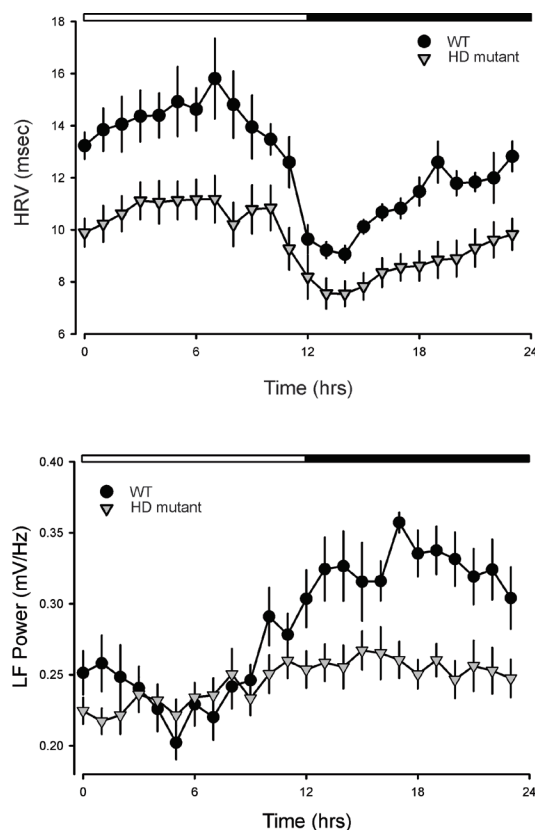 18
16
14
12
10
8
6
HRV (msec)
WT
HD mutant
0 6 12 18 24
Time (hrs)
0.40
0.35
0.30
0.25
0.20
LF Power (mV/Hz)
WT
HD mutant
0 6 12 18 24
Time (hrs)